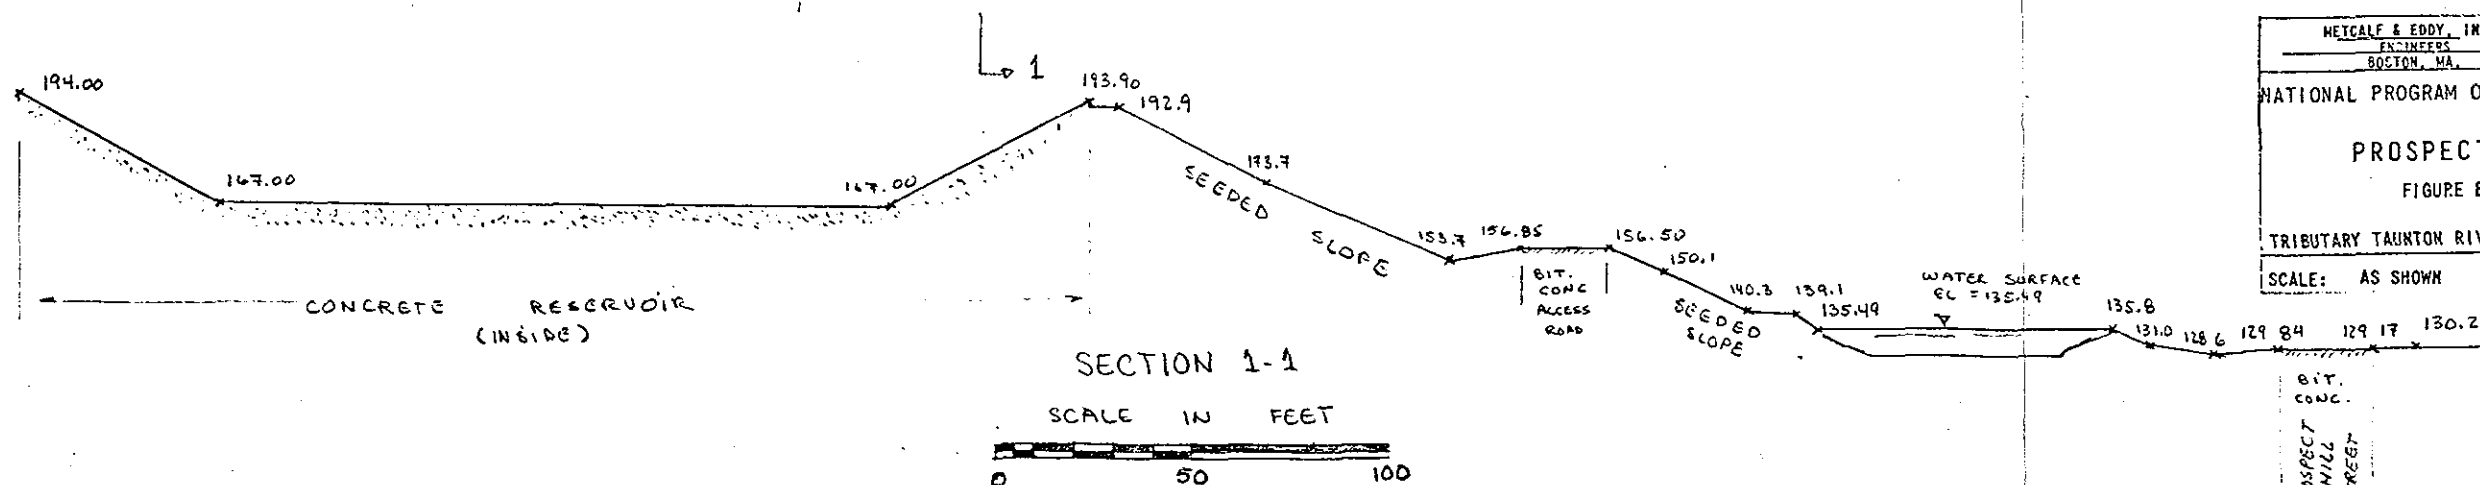 1
194.00
193.90
192.9
167.00
167.00
173.7
SEEDED
SLOPE
153.7
156.85
156.50
150.1
BIT.
CONC
ACCESS
ROAD
140.3
139.1
135.49
SEEDED
SLOPE
WATER SURFACE
EL = 135.49
135.8
131.0
128 6
129 84
129 17
130.2
BIT.
CONC.
OSPECT
HILL
REET
CONCRETE RESERVOIR
(INSIDE)
SECTION 1-1
SCALE IN FEET
0 50 100
METCALF & EDDY, IN
ENGINEERS
BOSTON, MA.
NATIONAL PROGRAM O
PROSPECT
FIGURE B
TRIBUTARY TAUNTON RIV
SCALE: AS SHOWN